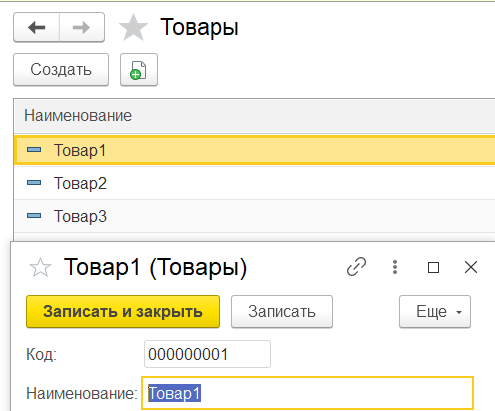 Товары
Создать
Наименование
Товар1
Товар2
Товар3
Товар1 (Товары)
Записать и закрыть Записать Еще
Код: 000000001
Наименование: Товар1